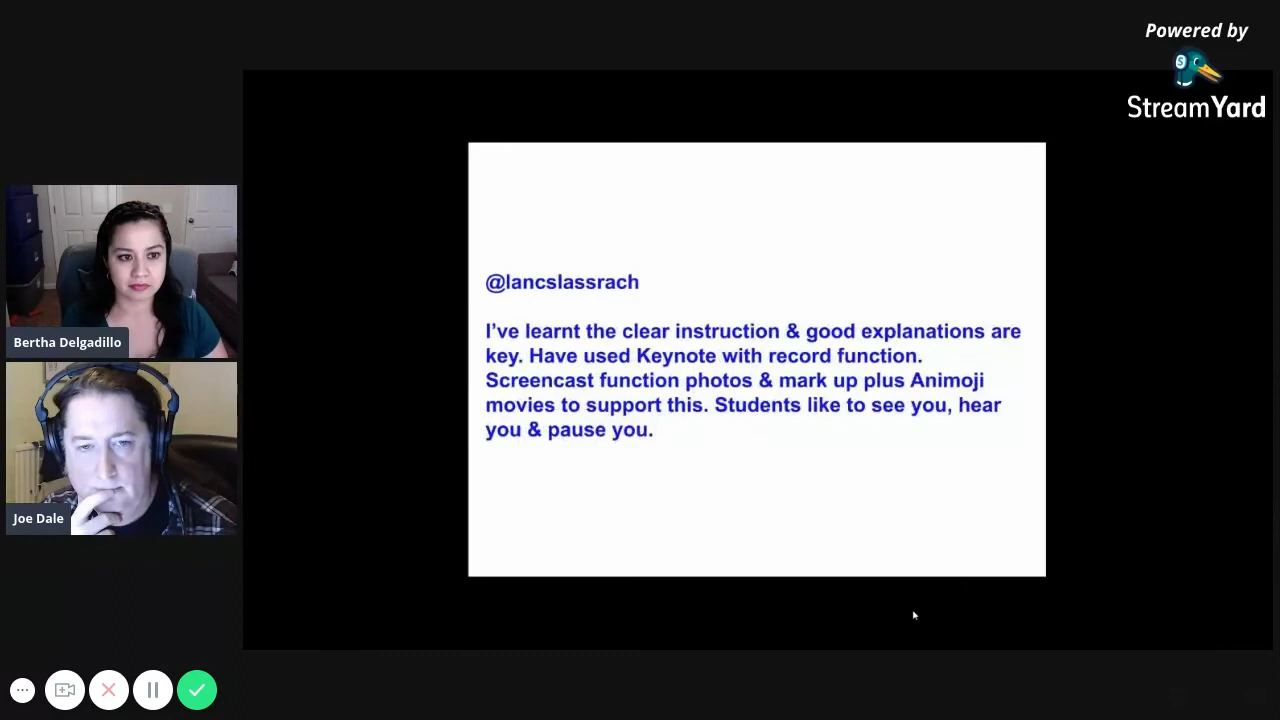 Powered by
StreamYard
@lancslassrach
I've learnt the clear instruction & good explanations are
key. Have used Keynote with record function.
Screencast function photos & mark up plus Animoji
movies to support this. Students like to see you, hear
you & pause you.
Bertha Delgadillo
Joe Dale